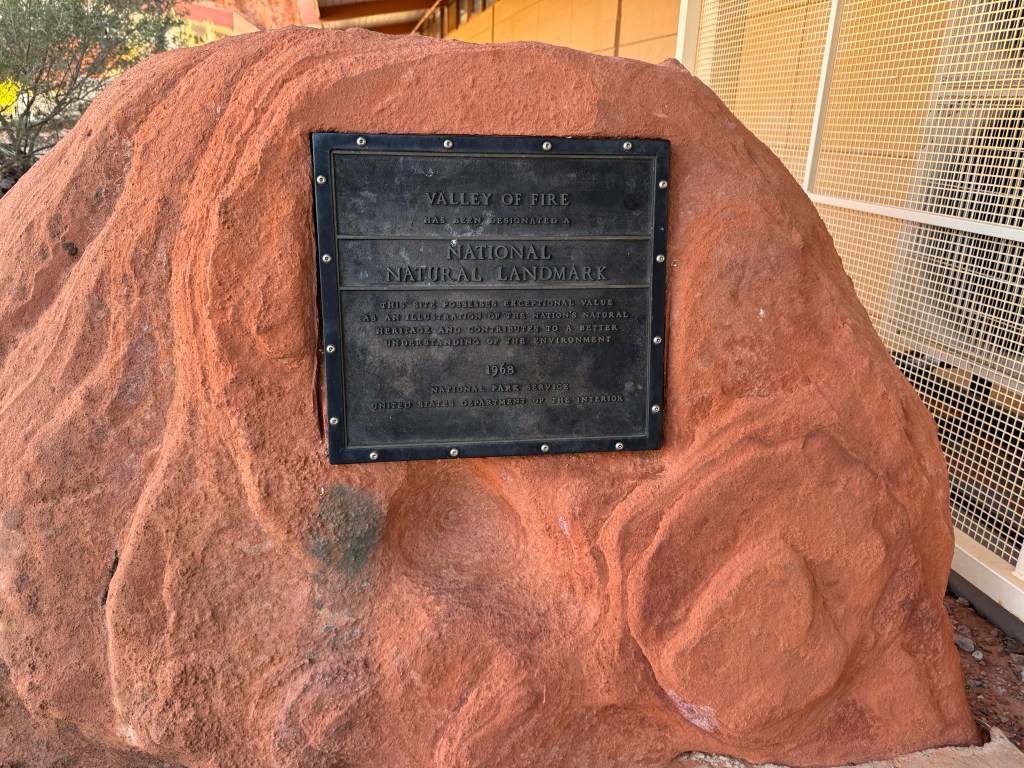 VALLEY OF FIRE
HAS BEEN DESIGNATED A
NATIONAL
NATURAL LANDMARK
THIS SITE POSSESSES EXCEPTIONAL VALUE
AS AN ILLUSTRATION OF THE NATION'S NATURAL
HERITAGE AND CONTRIBUTES TO A BETTER
UNDERSTANDING OF THE ENVIRONMENT
1968
NATIONAL PARK SERVICE
UNITED STATES DEPARTMENT OF THE INTERIOR